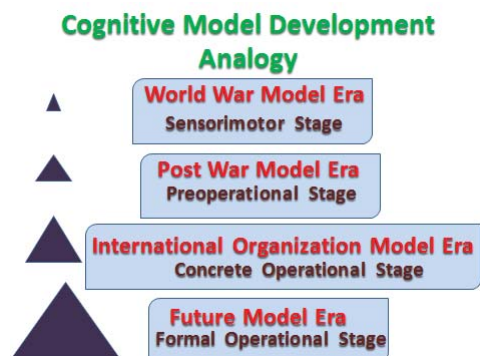 Cognitive Model Development
Analogy
World War Model Era
Sensorimotor Stage
Post War Model Era
Preoperational Stage
International Organization Model Era
Concrete Operational Stage
Future Model Era
Formal Operational Stage